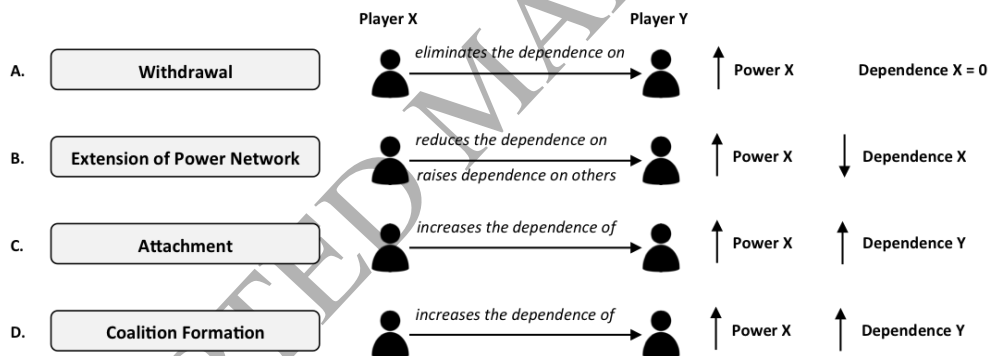 Player X Player Y
A. Withdrawal eliminates the dependence on Power X Dependence X = 0
B. Extension of Power Network reduces the dependence on Power X Dependence X
raises dependence on others
C. Attachment increases the dependence of Power X Dependence Y
D. Coalition Formation increases the dependence of Power X Dependence Y
TED MA